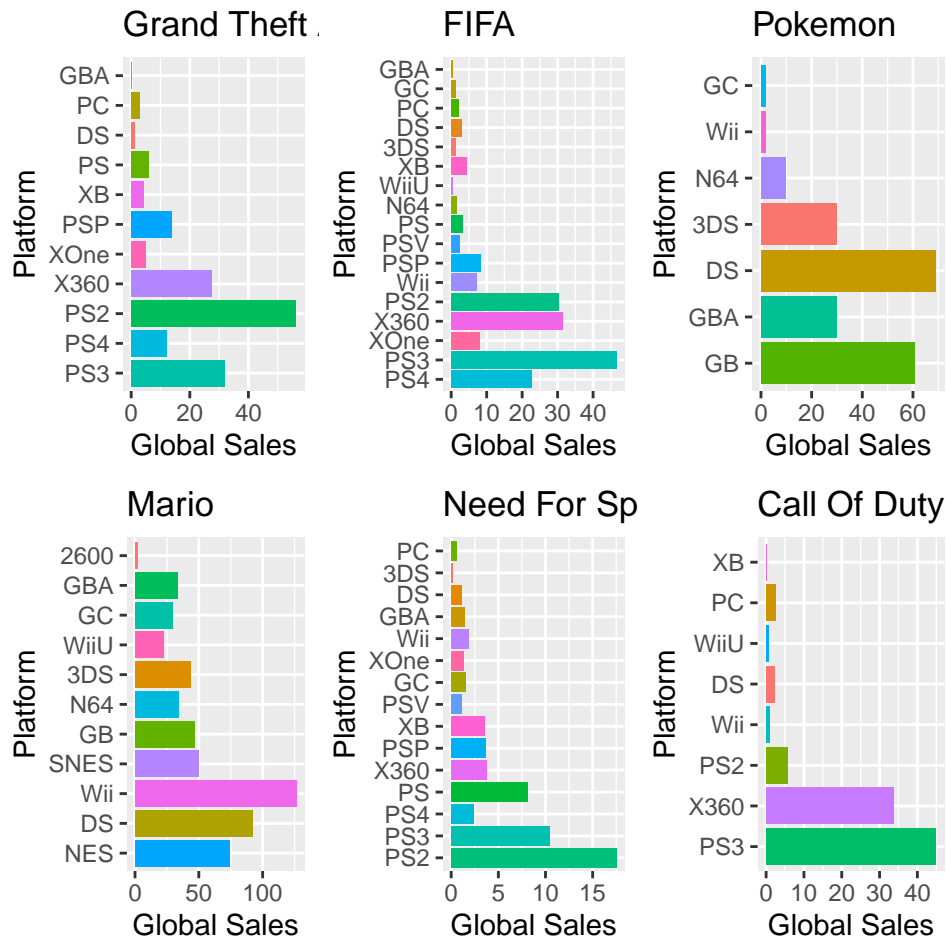 Grand Theft
GBA
PC
DS
PS
XB
PSP
XOne
X360
PS2
PS4
PS3
Platform
0 20 40
Global Sales
FIFA
GBA
GC
PC
DS
3DS
XB
WiiU
N64
PS
PSV
PSP
Wii
PS2
X360
XOne
PS3
PS4
Platform
0 10 20 30 40
Global Sales
Pokemon
GC
Wii
N64
3DS
DS
GBA
GB
Platform
0 20 40 60
Global Sales
Mario
2600
GBA
GC
WiiU
3DS
N64
GB
SNES
Wii
DS
NES
Platform
0 50 100
Global Sales
Need For Sp
PC
3DS
DS
GBA
Wii
XOne
GC
PSV
XB
PSP
X360
PS
PS4
PS3
PS2
Platform
0 5 10 15
Global Sales
Call Of Duty
XB
PC
WiiU
DS
Wii
PS2
X360
PS3
Platform
0 10 20 30 40
Global Sales